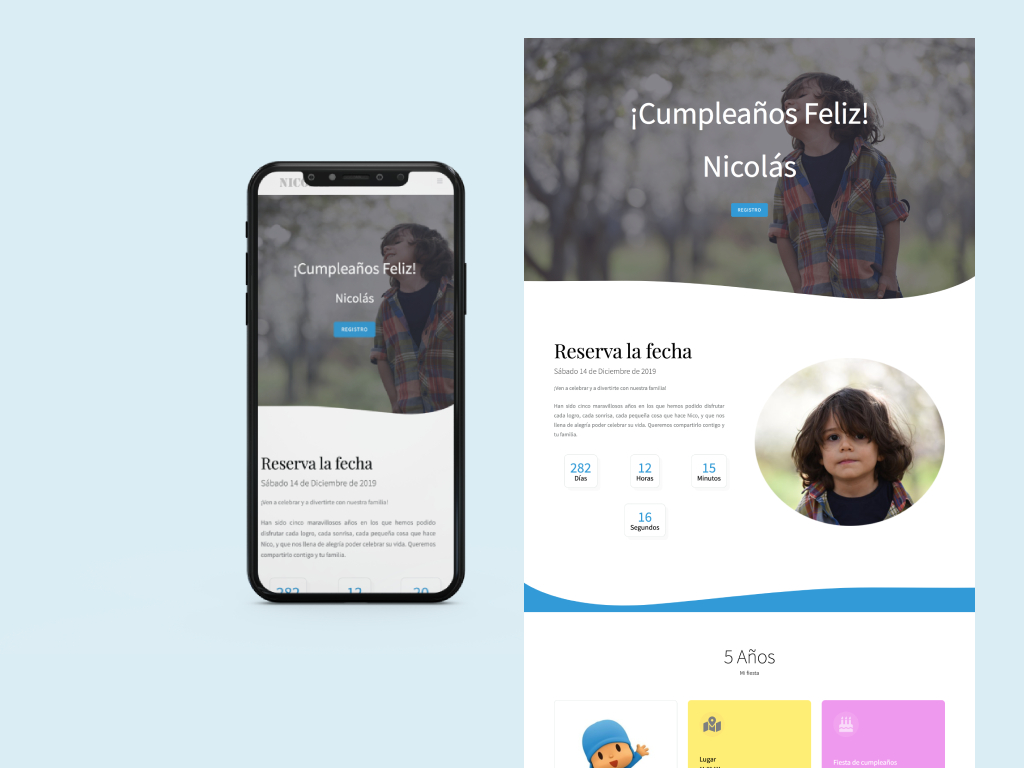 NICO
¡Cumpleaños Feliz!
Nicolás
REGISTRO
Reserva la fecha
Sábado 14 de Diciembre de 2019
¡Ven a celebrar y a divertirte con nuestra familia!
Han sido cinco maravillosos años en los que hemos podido
disfrutar cada logro, cada sonrisa, cada pequeña cosa que hace
Nico, y que nos llena de alegría poder celebrar su vida. Queremos
compartirlo contigo y tu familia.
282 12 20
¡Cumpleaños Feliz!
Nicolás
REGISTRO
Reserva la fecha
Sábado 14 de Diciembre de 2019
¡Ven a celebrar y a divertirte con nuestra familia!
Han sido cinco maravillosos años en los que hemos podido disfrutar
cada logro, cada sonrisa, cada pequeña cosa que hace Nico, y que nos
llena de alegría poder celebrar su vida. Queremos compartirlo contigo y
tu familia.
282 12 15
Días Horas Minutos
16
Segundos
5 Años
Mi fiesta
Lugar
Fiesta de cumpleaños